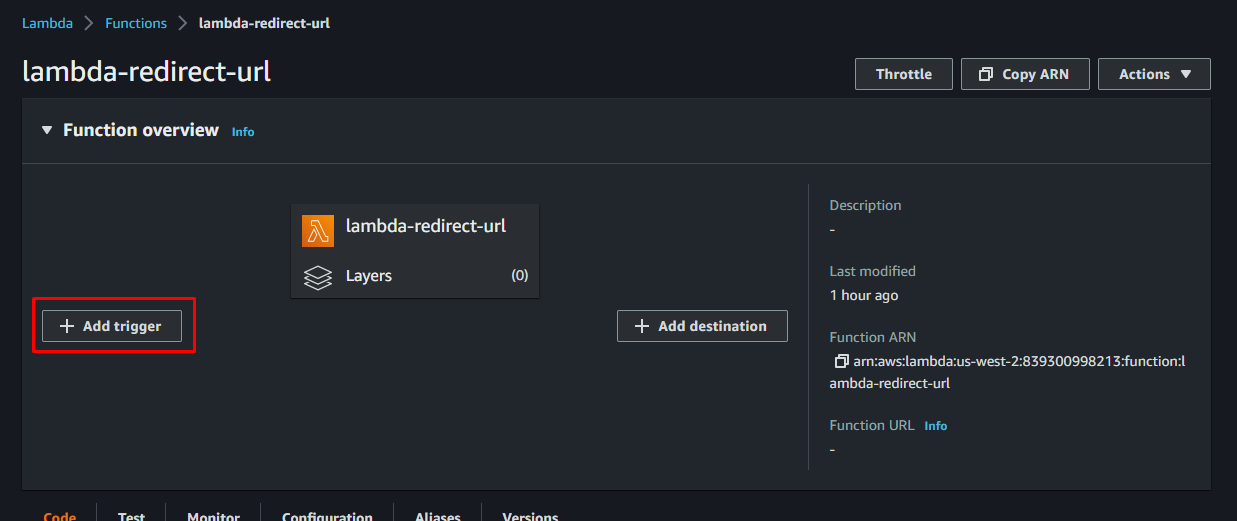 Lambda Functions lambda-redirect-url
lambda-redirect-url
Throttle Copy ARN Actions
Function overview Info
lambda-redirect-url
Layers (0)
Add trigger
Add destination
Description
-
Last modified
1 hour ago
Function ARN
arn:aws:lambda:us-west-2:839300998213:function:l
ambda-redirect-url
Function URL Info
-
Code Test Monitor Configuration Aliases Versions